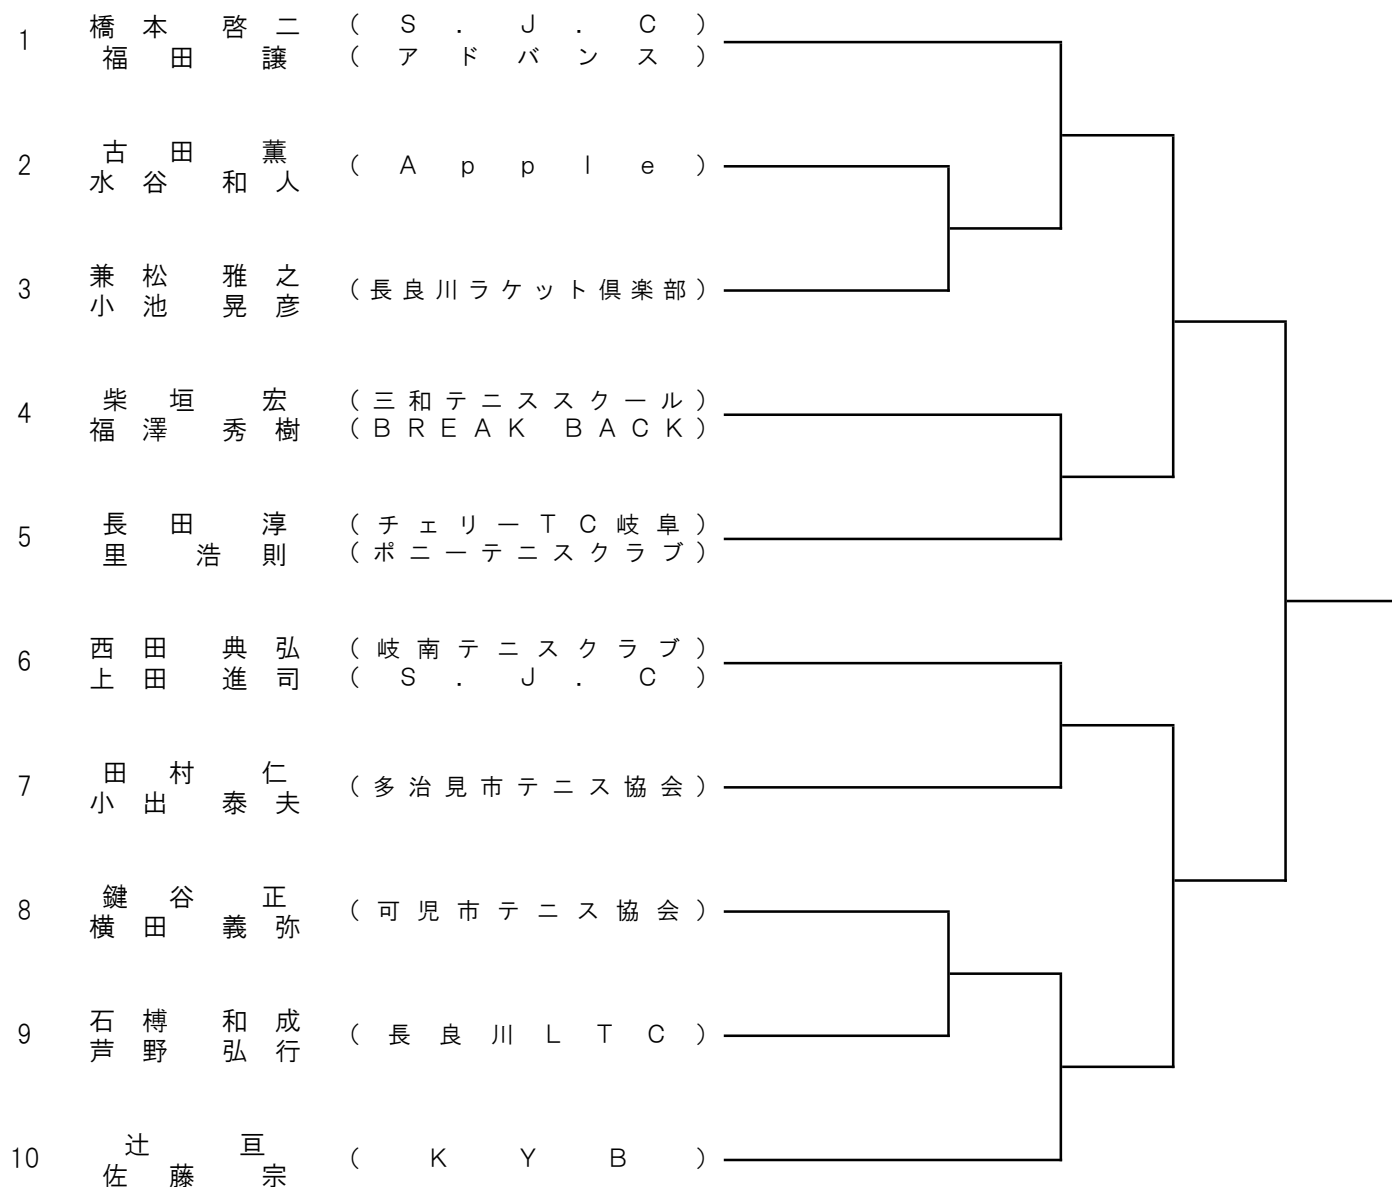 1 橋本 啓二 (S.J.C)
福田 譲 (アドバンス)
2 古田 薫 (Apple)
水谷 和人
3 兼松 雅之 (長良川ラケット倶楽部)
小池 晃彦
4 柴垣 宏 (三和テニススクール)
福澤 秀樹 (BREAK BACK)
5 長田 淳 (チェリーTC岐阜)
里 浩則 (ポニーテニスクラブ)
6 西田 典弘 (岐南テニスクラブ)
上田 進司 (S.J.C)
7 田村 仁 (多治見市テニス協会)
小出 泰夫
8 鍵谷 正 (可児市テニス協会)
横田 義弥
9 石榑 和成 (長良川LTC)
芦野 弘行
10 辻 亘 (KYB)
佐藤 宗